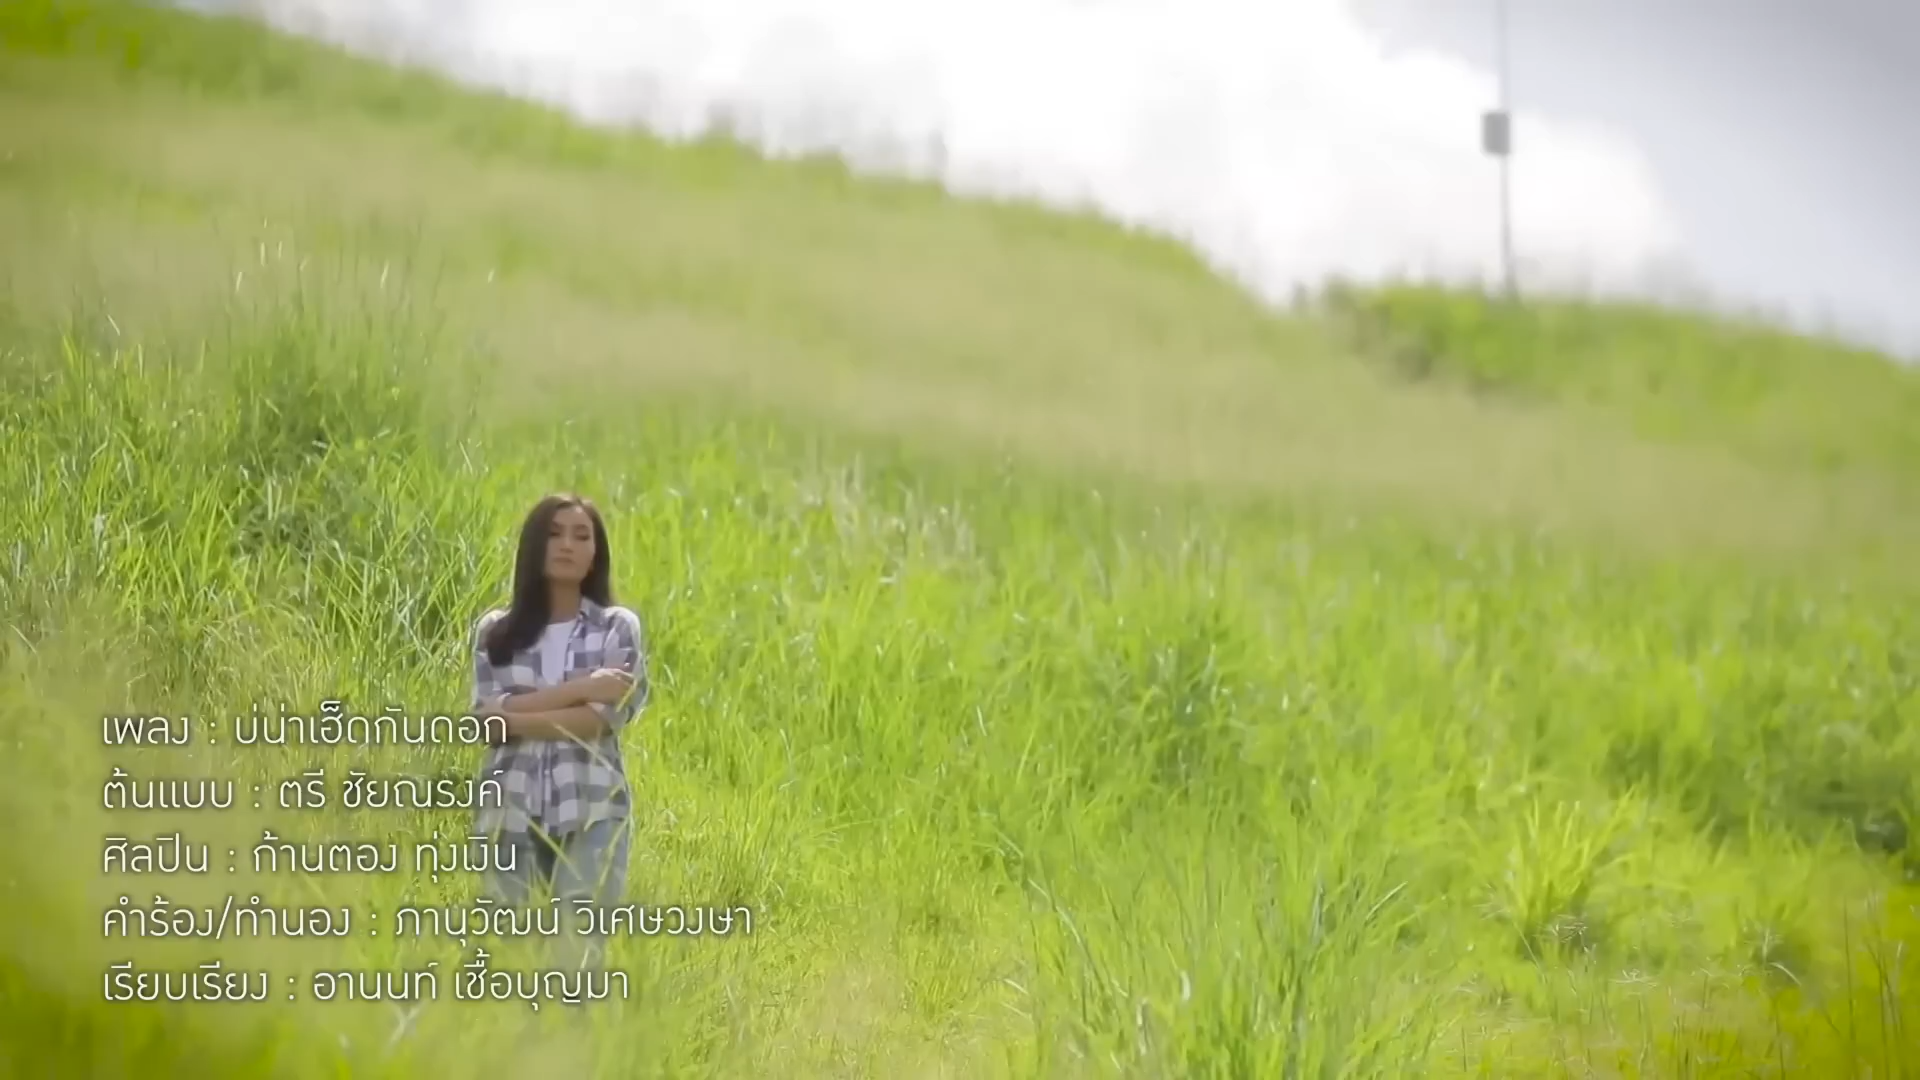 เพลง : บ่น่าเฮ็ดกันดอก
ต้นแบบ : ตรี ชัยณรงค์
ศิลปิน : ก้านตอง ทุ่งเงิน
คำร้อง/ทำนอง : ภานุวัฒน์ วิเศษวงษา
เรียบเรียง : อานนท์ เชื้อบุญมา